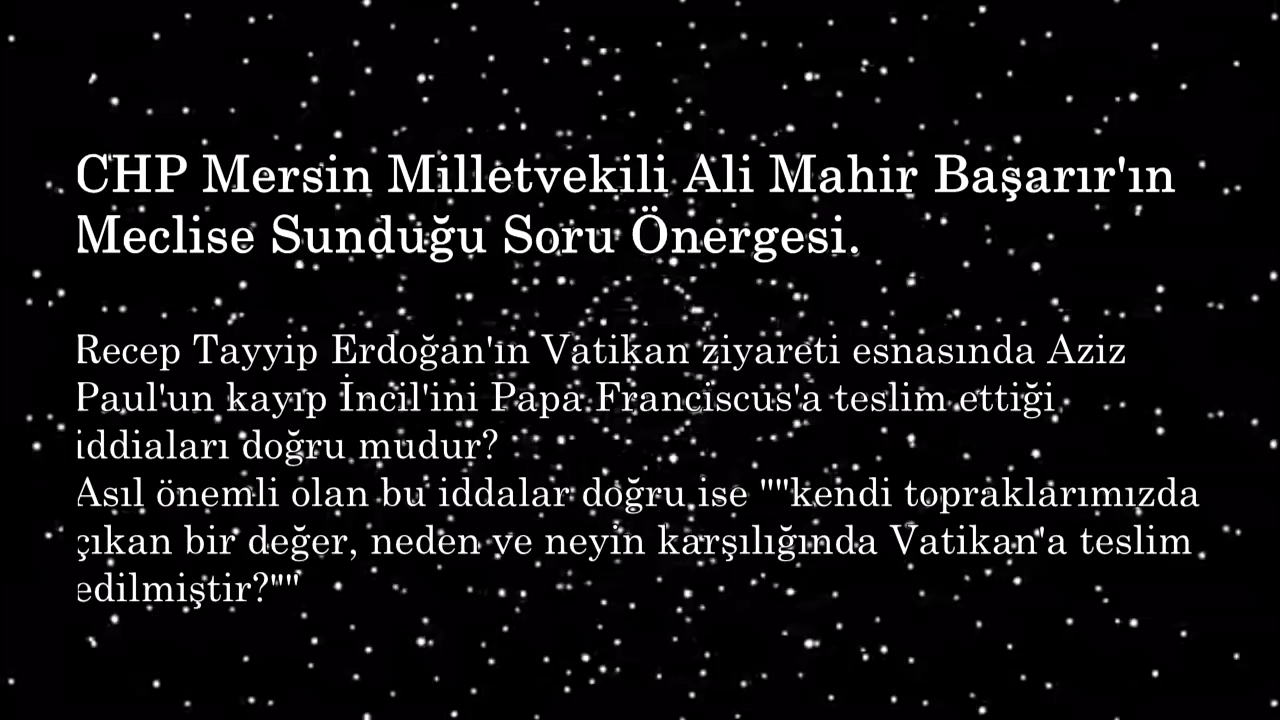 CHP Mersin Milletvekili Ali Mahir Başarır'ın
Meclise Sunduğu Soru Önergesi.
Recep Tayyip Erdoğan'ın Vatikan ziyareti esnasında Aziz
Paul'un kayıp İncil'ini Papa Franciscus'a teslim ettiği
iddiaları doğru mudur?
Asıl önemli olan bu iddalar doğru ise ""kendi topraklarımızda
çıkan bir değer, neden ve neyin karşılığında Vatikan'a teslim
edilmiştir?""